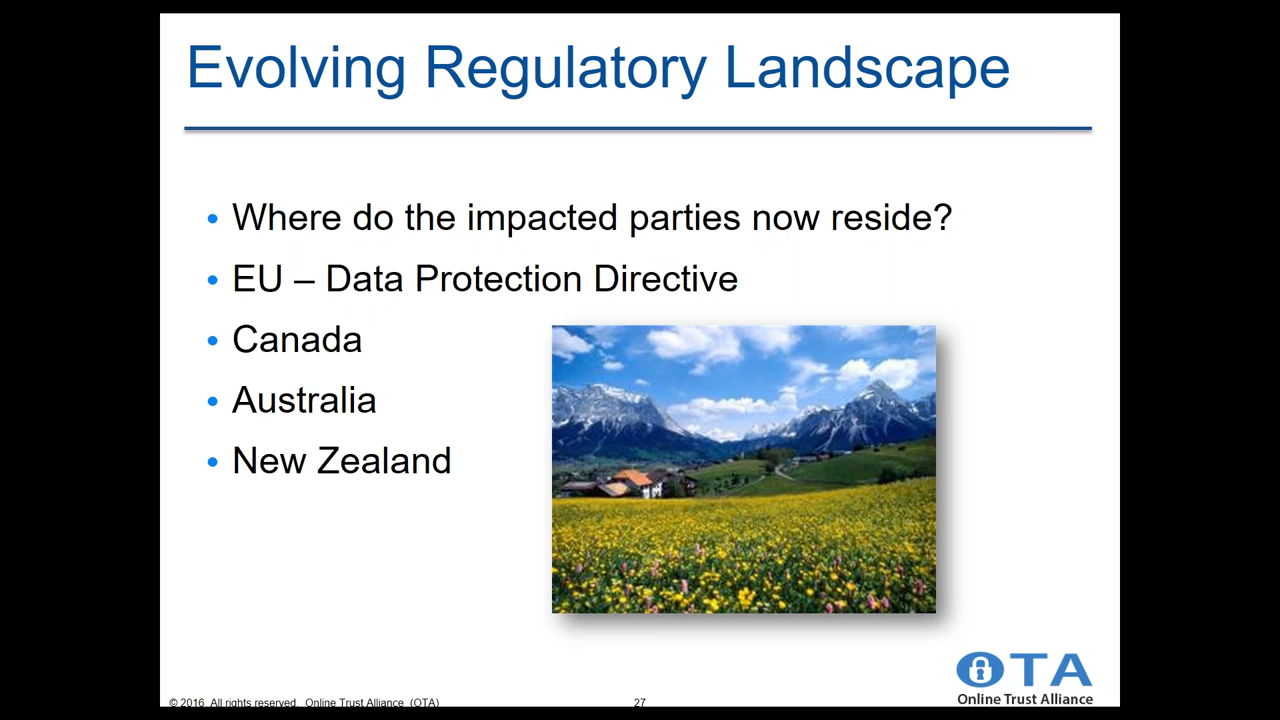 Evolving Regulatory Landscape
• Where do the impacted parties now reside?
• EU – Data Protection Directive
• Canada
• Australia
• New Zealand
© 2016 All rights reserved. Online Trust Alliance (OTA)
27
OTA
Online Trust Alliance